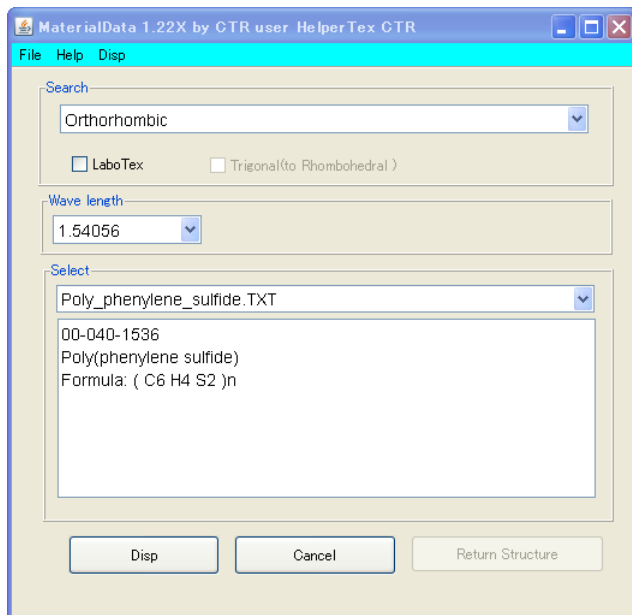 MaterialData 1.22X by CTR user HelperTex CTR
File Help Disp
Search
Orthorhombic
LaboTex Trigonal(to Rhombohedral )
Wave length
1.54056
Select
Poly_phenylene_sulfide.TXT
00-040-1536
Poly(phenylene sulfide)
Formula: ( C6 H4 S2 )n
Disp Cancel Return Structure